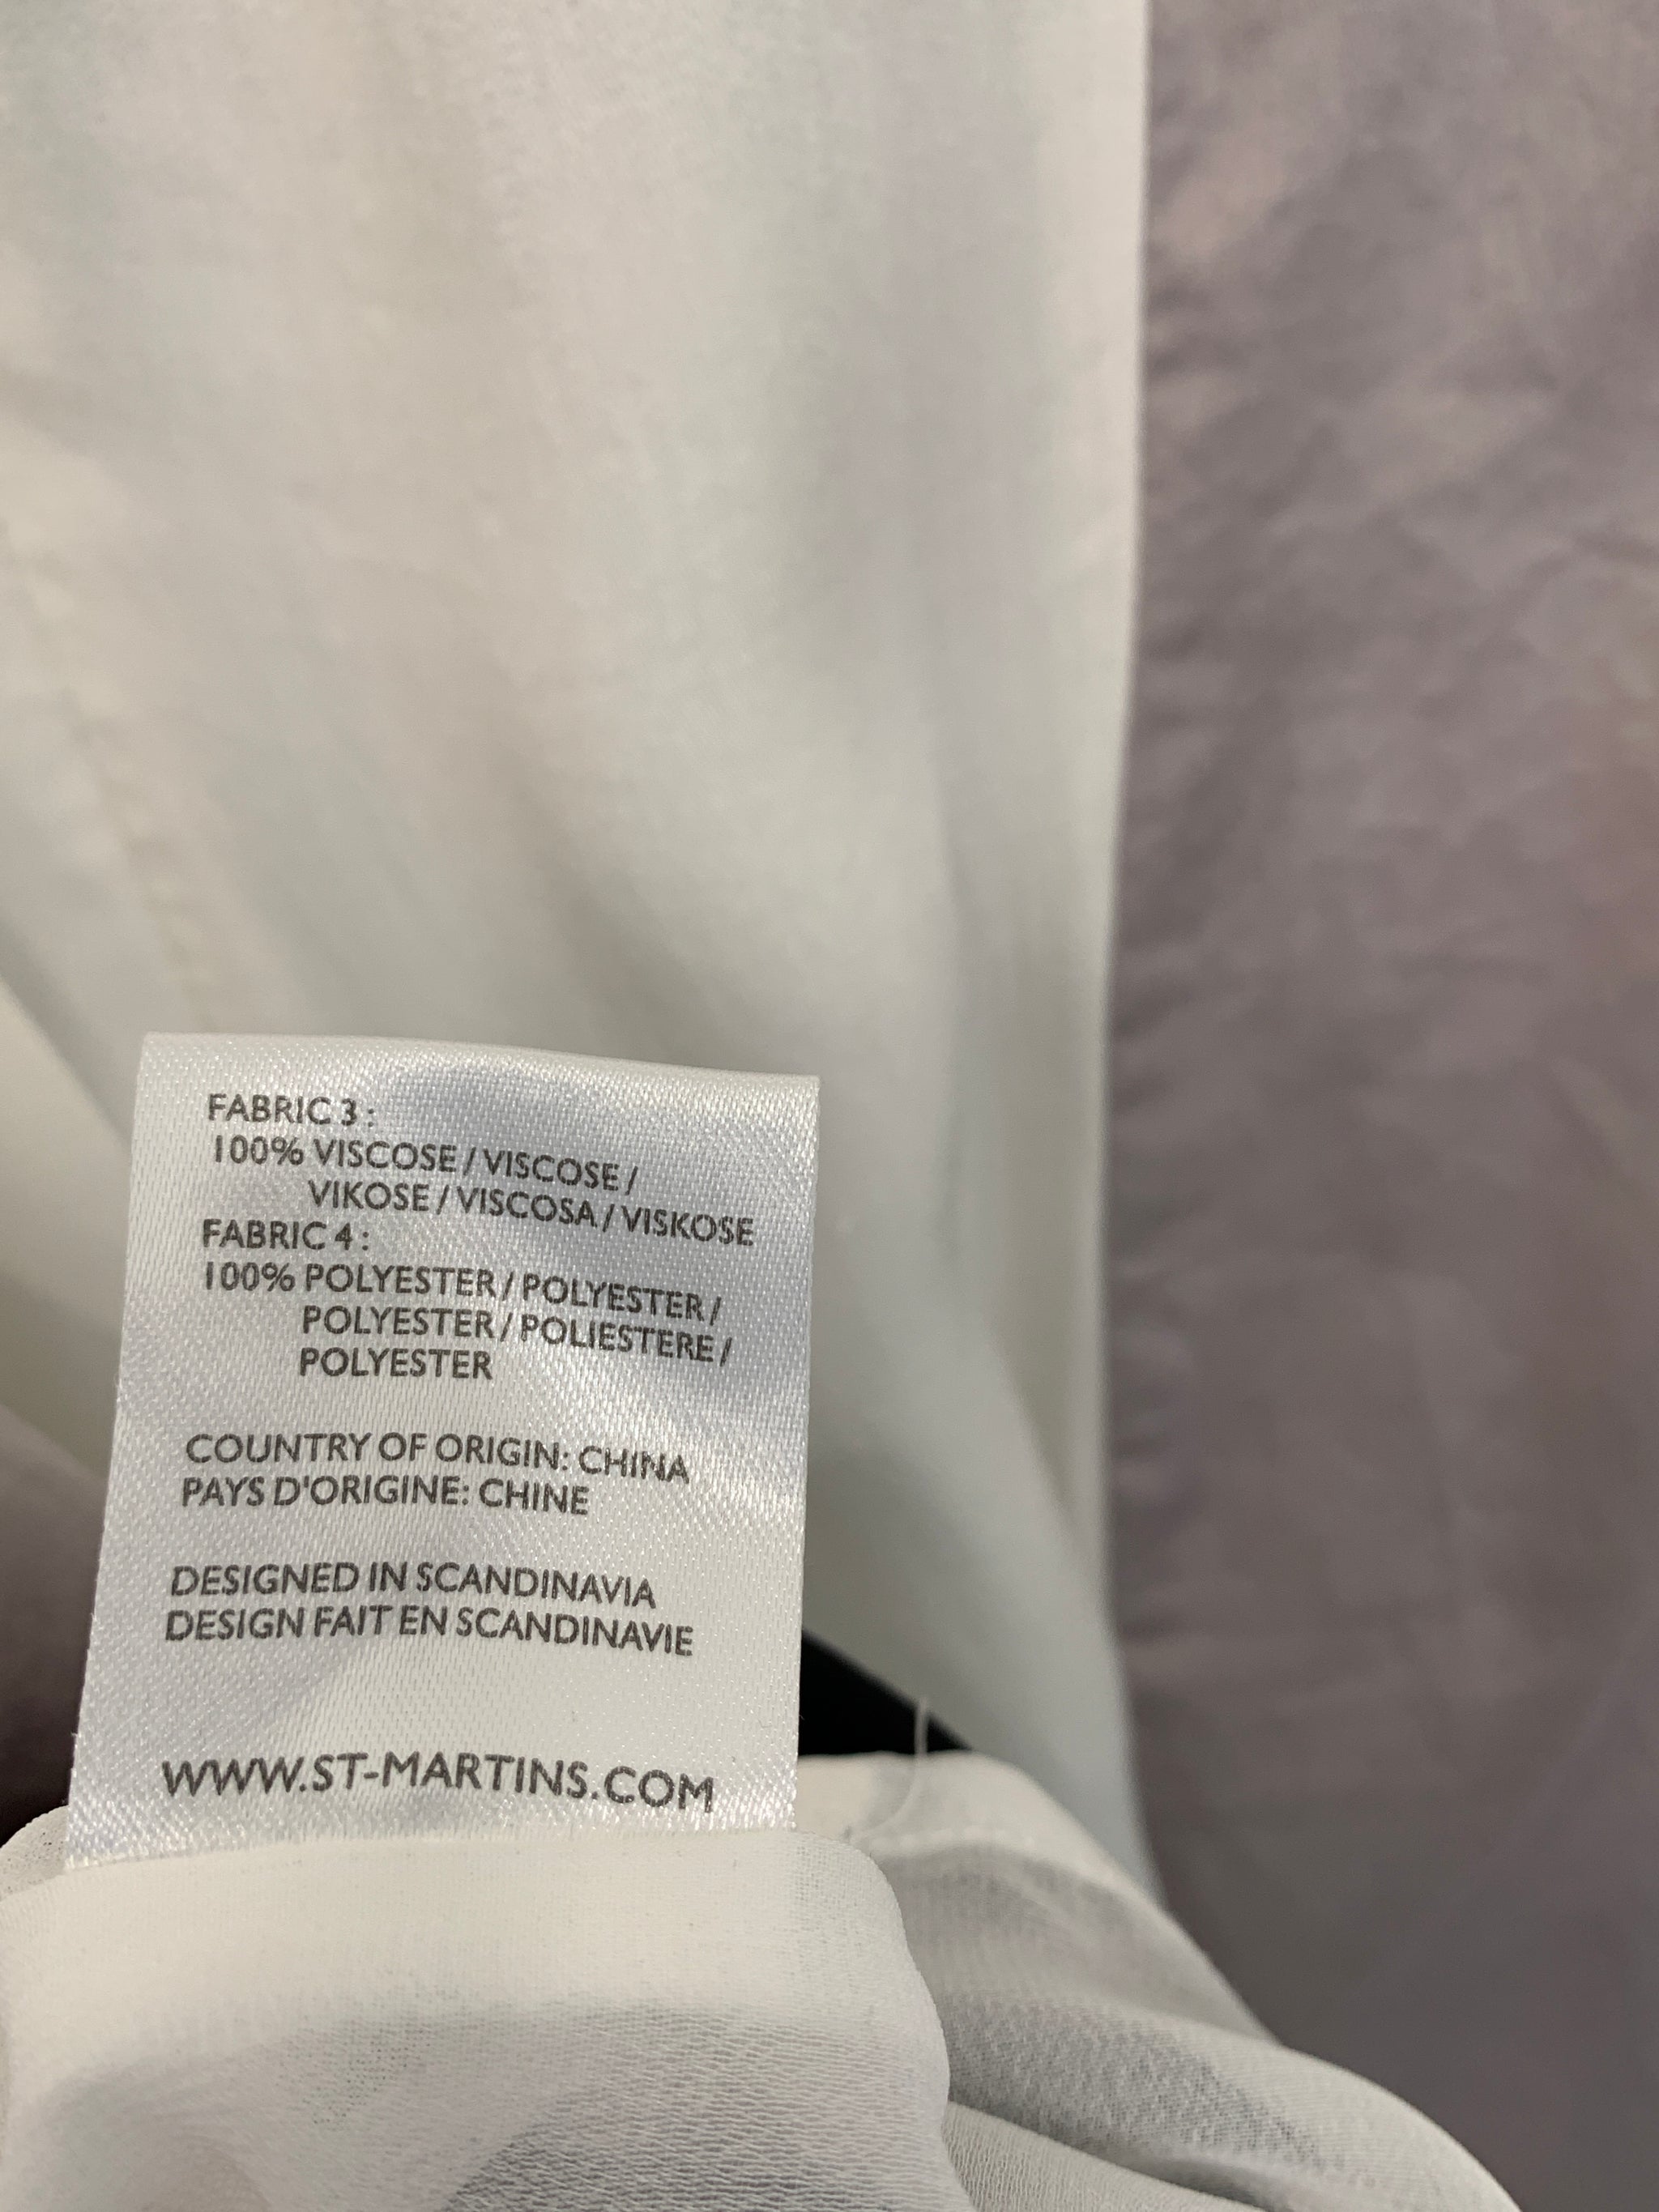 FABRIC 3 :
100% VISCOSE / VISCOSE /
VIKOSE / VISCOSA / VISKOSE
FABRIC 4 :
100% POLYESTER / POLYESTER /
POLYESTER / POLIESTERE /
POLYESTER
COUNTRY OF ORIGIN: CHINA
PAYS D'ORIGINE: CHINE
DESIGNED IN SCANDINAVIA
DESIGN FAIT EN SCANDINAVIE
WWW.ST-MARTINS.COM